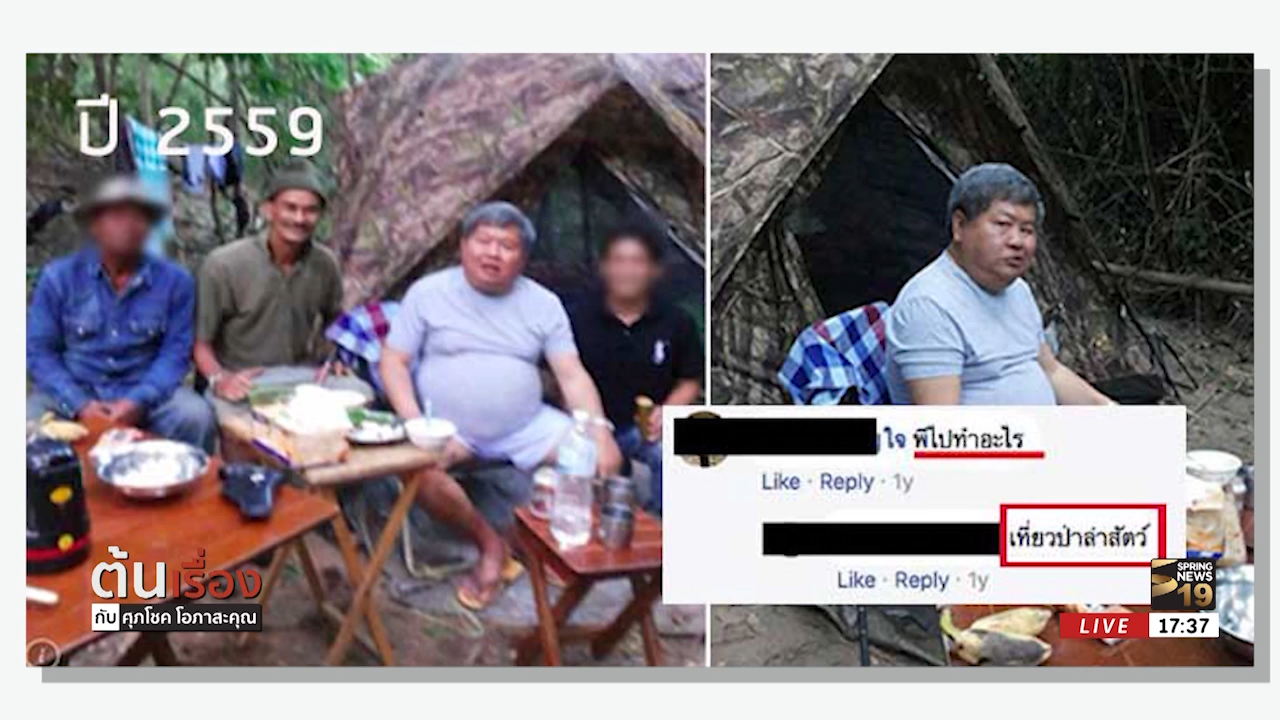 ปี 2559
ใจ พี่ไปทำอะไร
Like · Reply · 1y
เที่ยวป่าล่าสัตว์
Like · Reply · 1y
ต้นเรื่อง
กับ ศุภโชค โอภาสะคุณ
SPRING
NEWS
19
LIVE 17:37